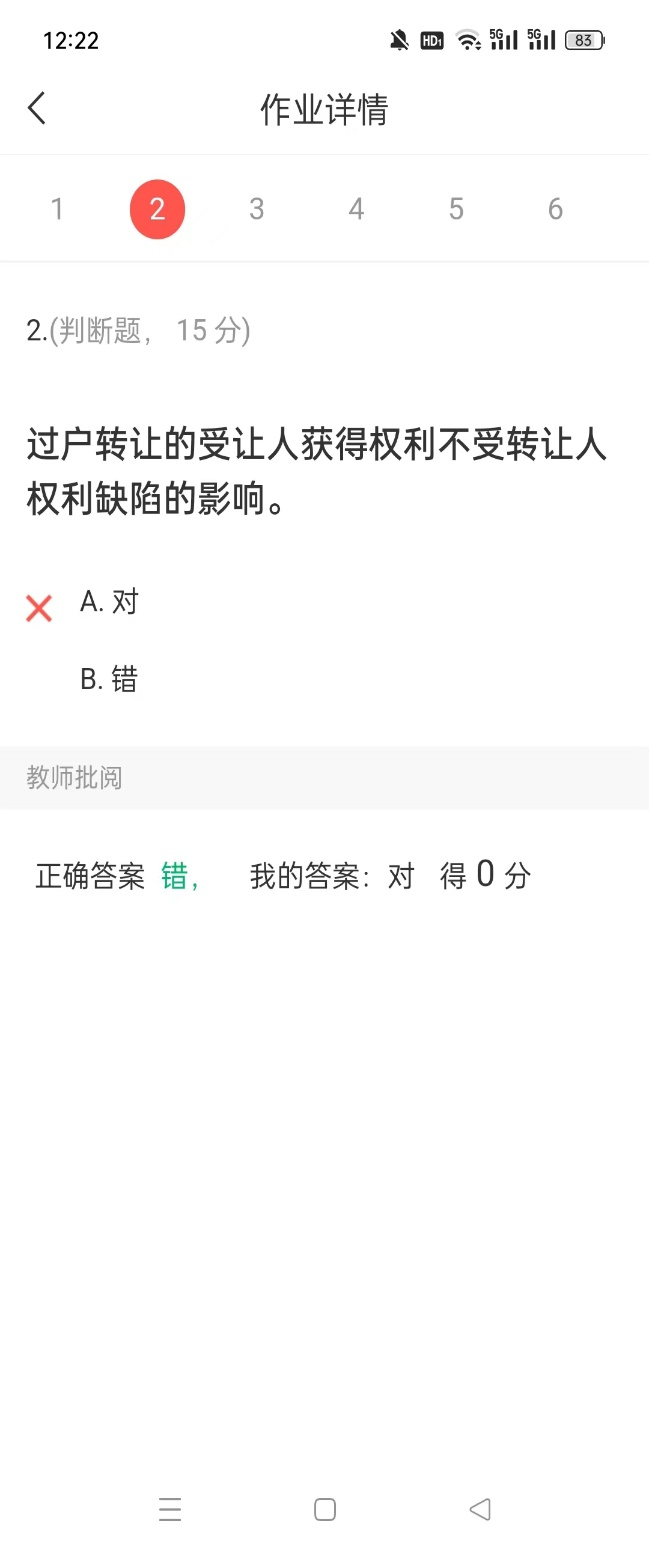 12:22 HD1 5G 5G 83
作业详情
1 2 3 4 5 6
2.(判断题， 15 分)
过户转让的受让人获得权利不受转让人
权利缺陷的影响。
A. 对
B. 错
教师批阅
正确答案 错， 我的答案：对 得 0 分